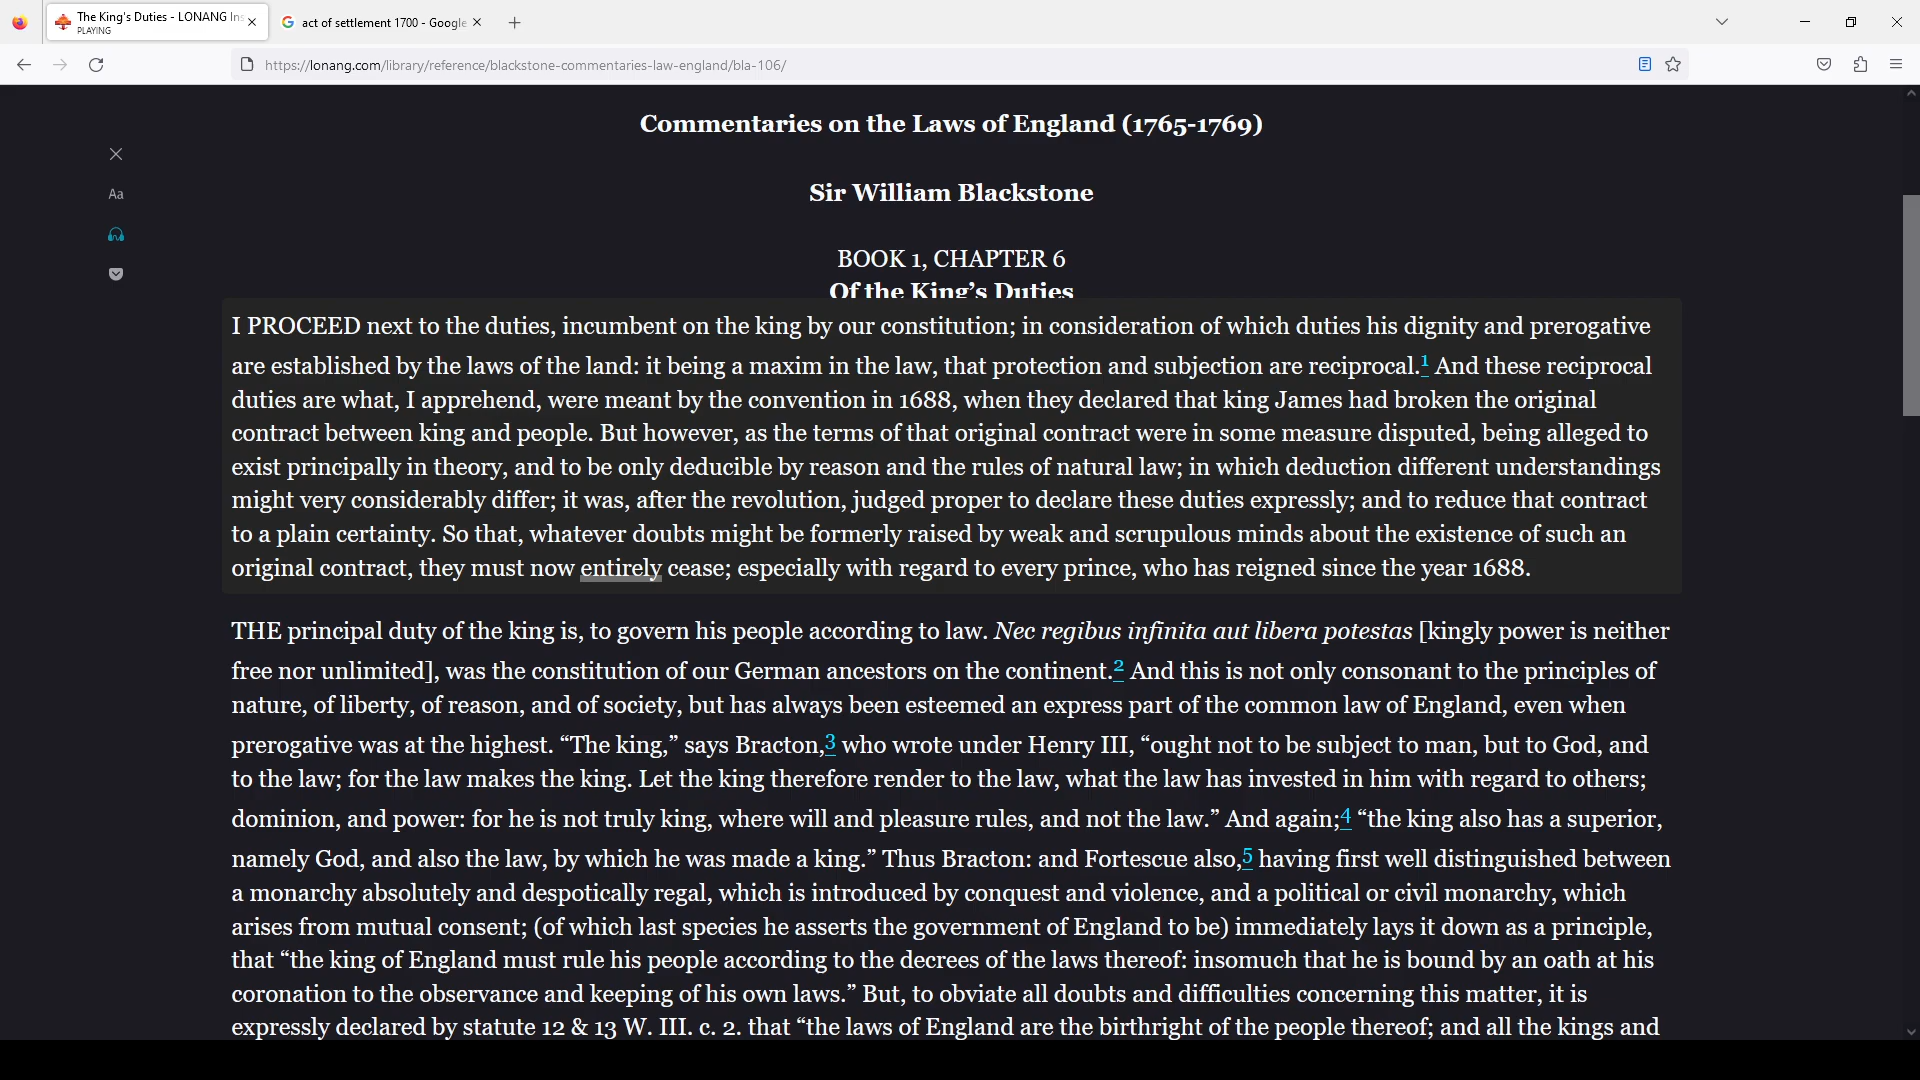 The King's Duties - LONANG Ins
PLAYING
act of settlement 1700 - Google
https://lonang.com/library/reference/blackstone-commentaries-law-england/bla-106/
Commentaries on the Laws of England (1765-1769)
Aa
Sir William Blackstone
BOOK 1, CHAPTER 6
Of the King’s Duties
I PROCEED next to the duties, incumbent on the king by our constitution; in consideration of which duties his dignity and prerogative
are established by the laws of the land: it being a maxim in the law, that protection and subjection are reciprocal.1 And these reciprocal
duties are what, I apprehend, were meant by the convention in 1688, when they declared that king James had broken the original
contract between king and people. But however, as the terms of that original contract were in some measure disputed, being alleged to
exist principally in theory, and to be only deducible by reason and the rules of natural law; in which deduction different understandings
might very considerably differ; it was, after the revolution, judged proper to declare these duties expressly; and to reduce that contract
to a plain certainty. So that, whatever doubts might be formerly raised by weak and scrupulous minds about the existence of such an
original contract, they must now entirely cease; especially with regard to every prince, who has reigned since the year 1688.
THE principal duty of the king is, to govern his people according to law. Nec regibus infinita aut libera potestas [kingly power is neither
free nor unlimited], was the constitution of our German ancestors on the continent.2 And this is not only consonant to the principles of
nature, of liberty, of reason, and of society, but has always been esteemed an express part of the common law of England, even when
prerogative was at the highest. “The king,” says Bracton,3 who wrote under Henry III, “ought not to be subject to man, but to God, and
to the law; for the law makes the king. Let the king therefore render to the law, what the law has invested in him with regard to others;
dominion, and power: for he is not truly king, where will and pleasure rules, and not the law.” And again;4 “the king also has a superior,
namely God, and also the law, by which he was made a king.” Thus Bracton: and Fortescue also,5 having first well distinguished between
a monarchy absolutely and despotically regal, which is introduced by conquest and violence, and a political or civil monarchy, which
arises from mutual consent; (of which last species he asserts the government of England to be) immediately lays it down as a principle,
that “the king of England must rule his people according to the decrees of the laws thereof: insomuch that he is bound by an oath at his
coronation to the observance and keeping of his own laws.” But, to obviate all doubts and difficulties concerning this matter, it is
expressly declared by statute 12 & 13 W. III. c. 2. that “the laws of England are the birthright of the people thereof; and all the kings and